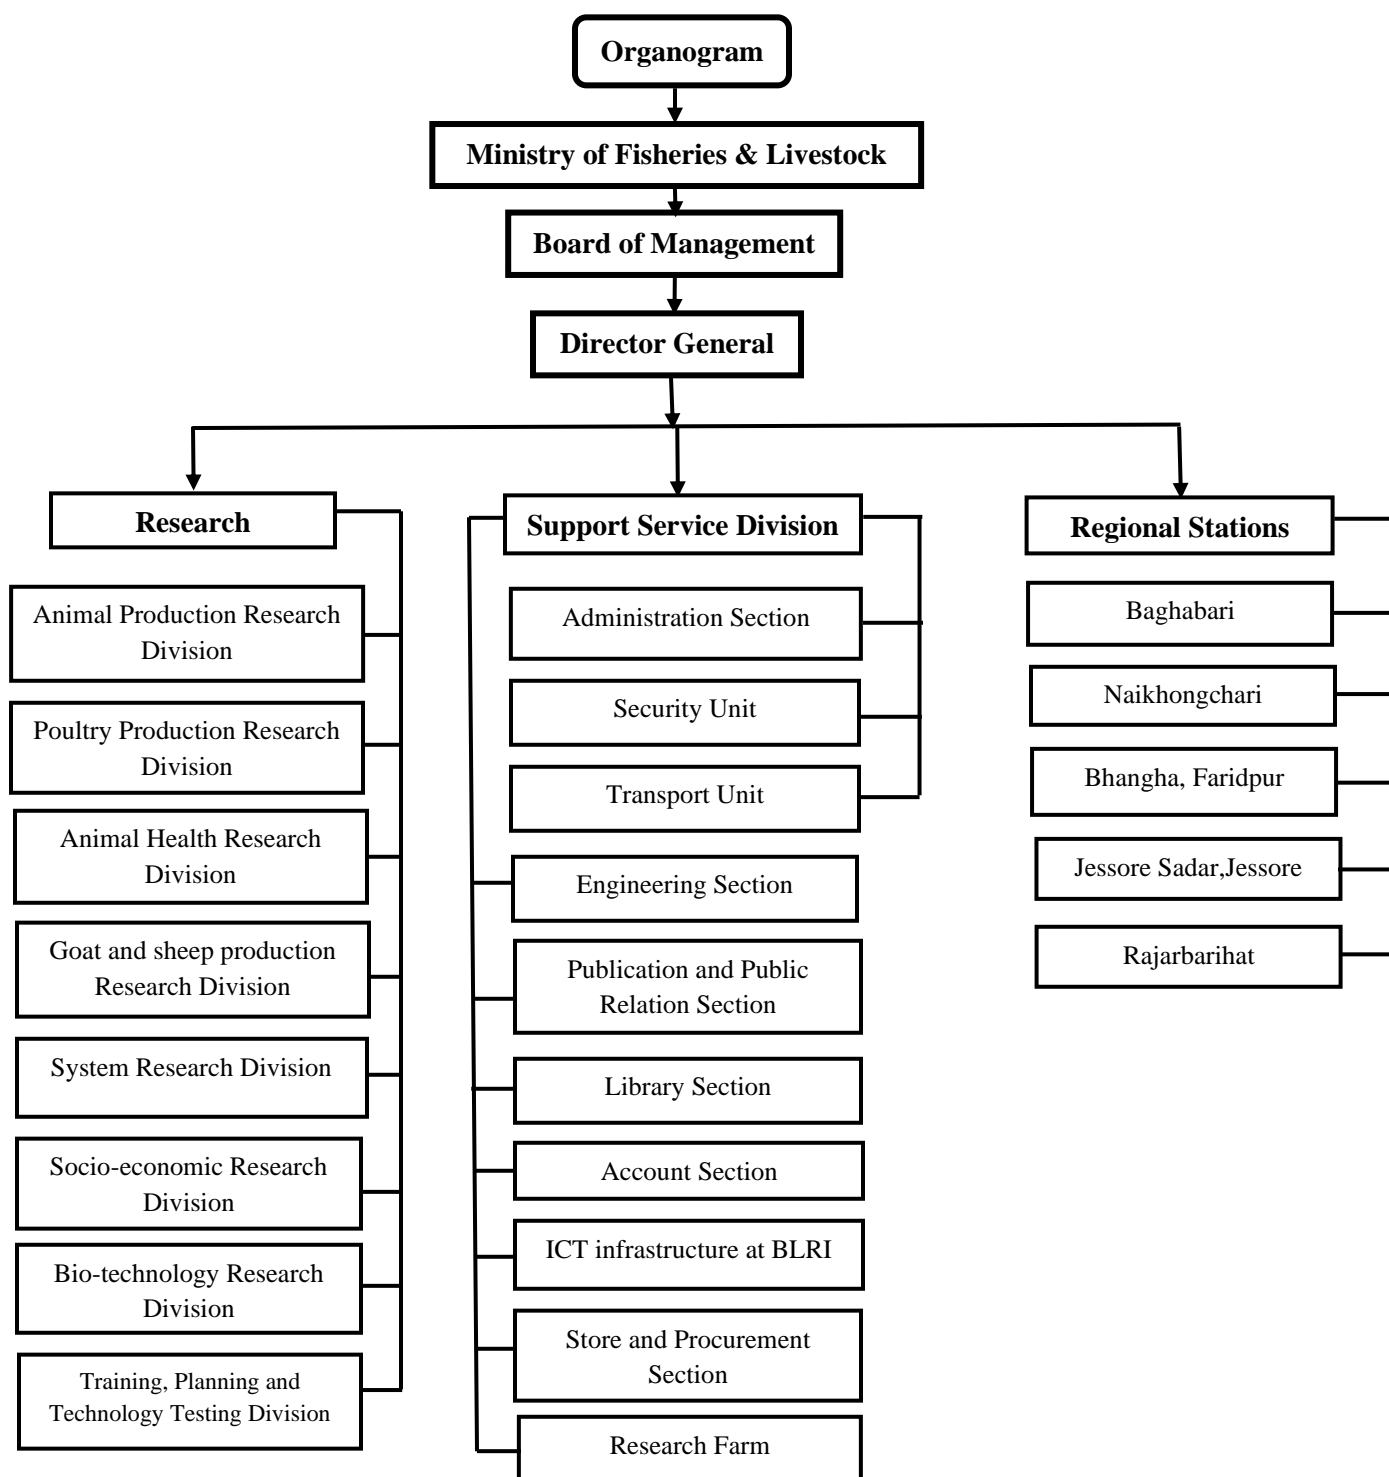 Organogram
Ministry of Fisheries & Livestock
Board of Management
Director General
Research
Animal Production Research
Division
Poultry Production Research
Division
Animal Health Research
Division
Goat and sheep production
Research Division
System Research Division
Socio-economic Research
Division
Bio-technology Research
Division
Training, Planning and
Technology Testing Division
Support Service Division
Administration Section
Security Unit
Transport Unit
Engineering Section
Publication and Public
Relation Section
Library Section
Account Section
ICT infrastructure at BLRI
Store and Procurement
Section
Research Farm
Regional Stations
Baghabari
Naikhongchari
Bhangha, Faridpur
Jessore Sadar,Jessore
Rajarbarihat